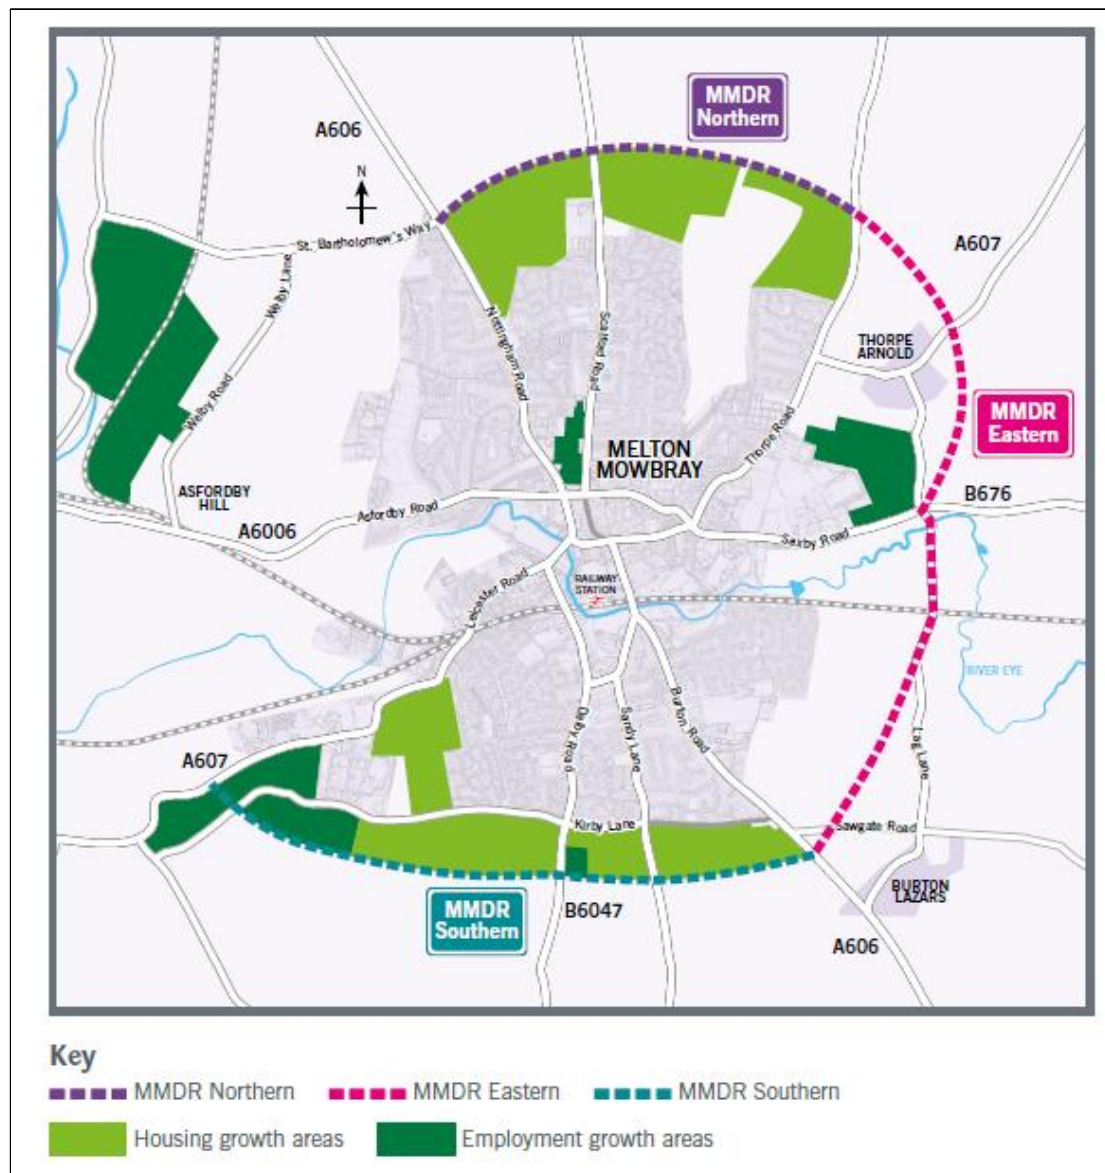 MMDR
Northern
A606
N
St. Bartholomew's Way
A607
Welby Lane
Nottingham Road
Scalford Road
THORPE
ARNOLD
Welby Road
MMDR
Eastern
MELTON
MOWBRAY
Thorpe Road
ASFORDBY
HILL
B676
A6006
Asfordby Road
Saxby Road
Leicester Road
RAILWAY
STATION
RIVER EYE
Dalby Road
Sandy Lane
Burton Road
Lag Lane
A607
Kirby Lane
Sawgate Road
BURTON
LAZARS
MMDR
Southern
B6047
A606
Key
MMDR Northern
MMDR Eastern
MMDR Southern
Housing growth areas
Employment growth areas